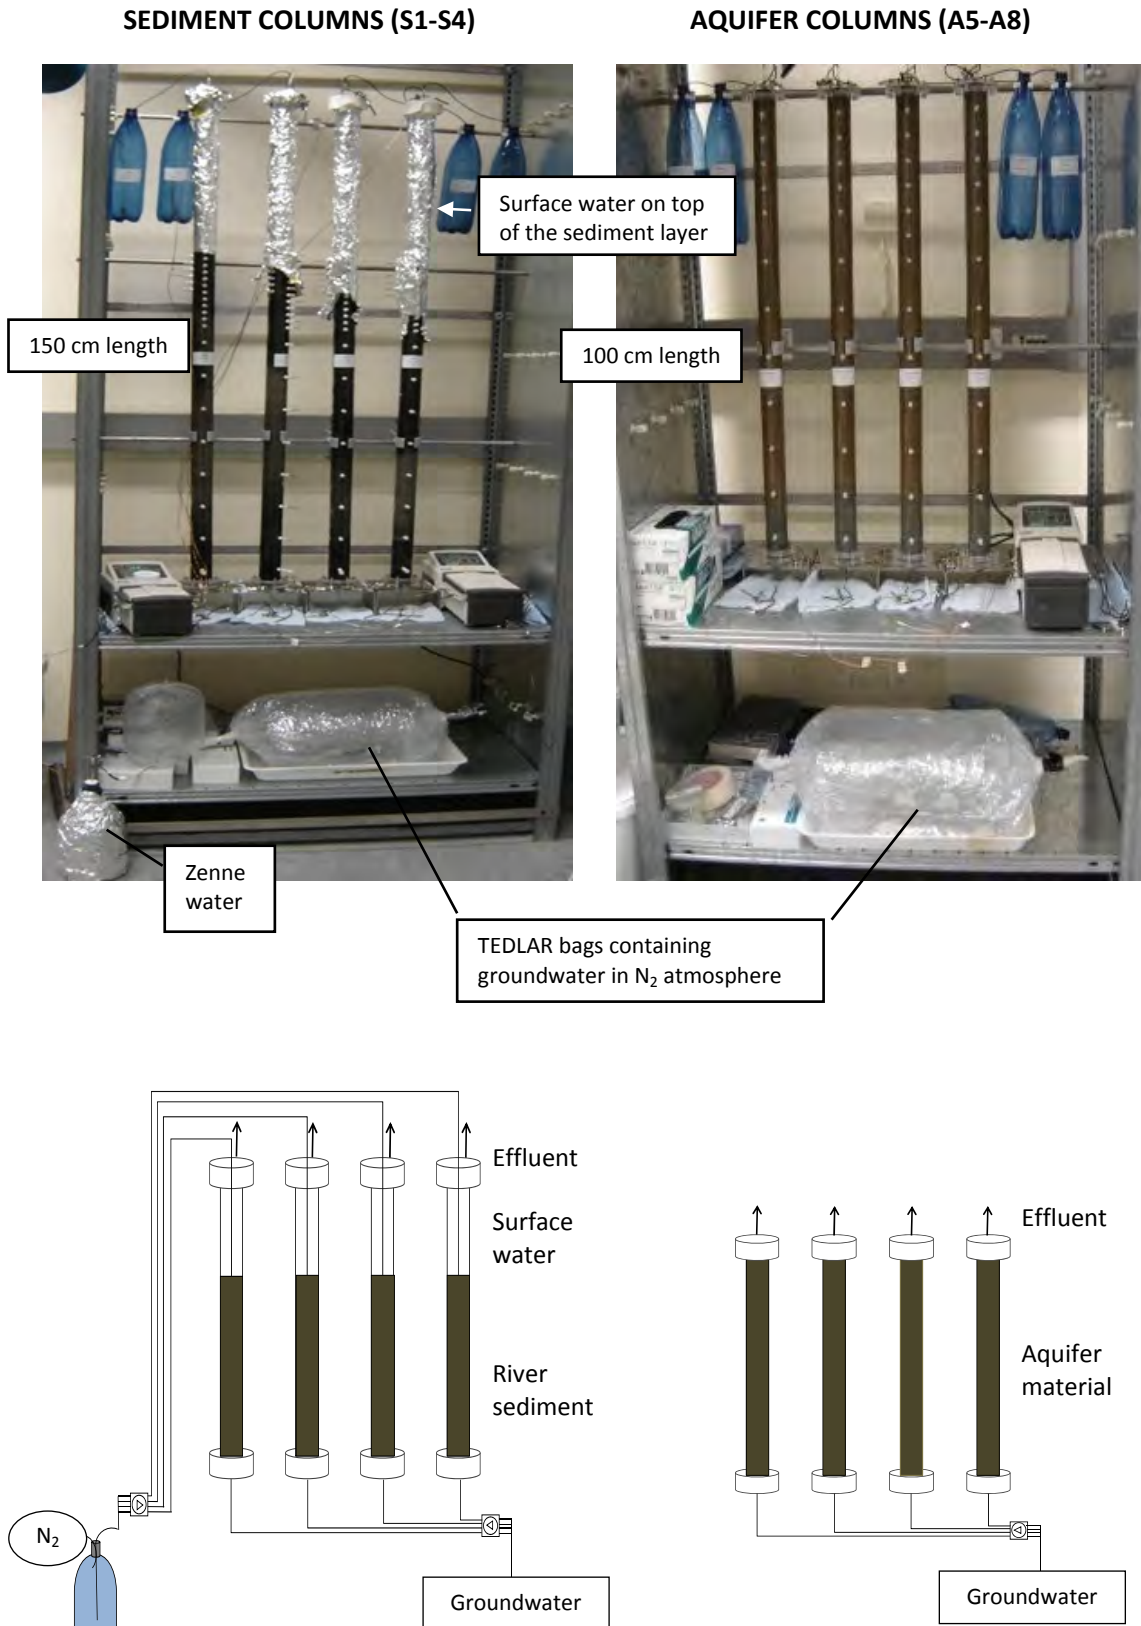 SEDIMENT COLUMNS (S1-S4)
AQUIFER COLUMNS (A5-A8)
Surface water on top
of the sediment layer
150 cm length
100 cm length
Zenne
water
TEDLAR bags containing
groundwater in N₂ atmosphere
Effluent
Surface
water
River
sediment
N₂
Groundwater
Effluent
Aquifer
material
Groundwater